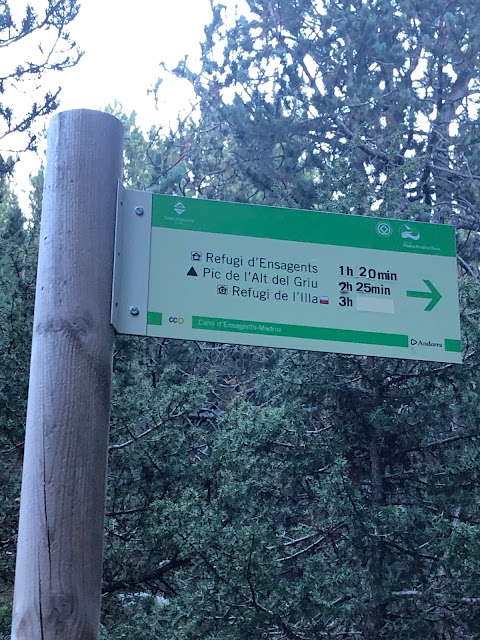 Refugi d'Ensagents 1h 20min
Pic de l'Alt del Griu 2h 25min
Refugi de l'Illa 3h
CC
Camí d'Ensagents-Madriu
Andorra